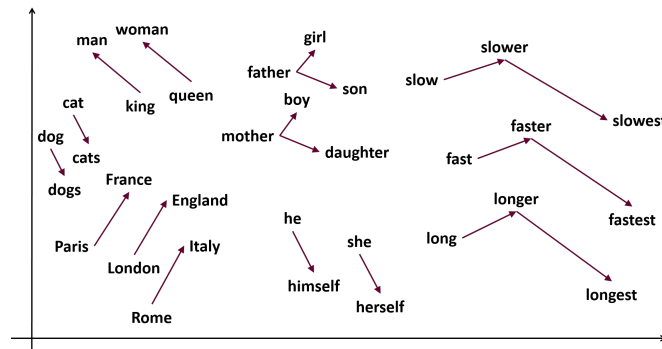 man
woman
king
queen
cat
cats
dog
dogs
France
Paris
England
London
Italy
Rome
girl
father
son
boy
mother
daughter
he
himself
she
herself
slower
slow
slowest
faster
fast
fastest
longer
long
longest